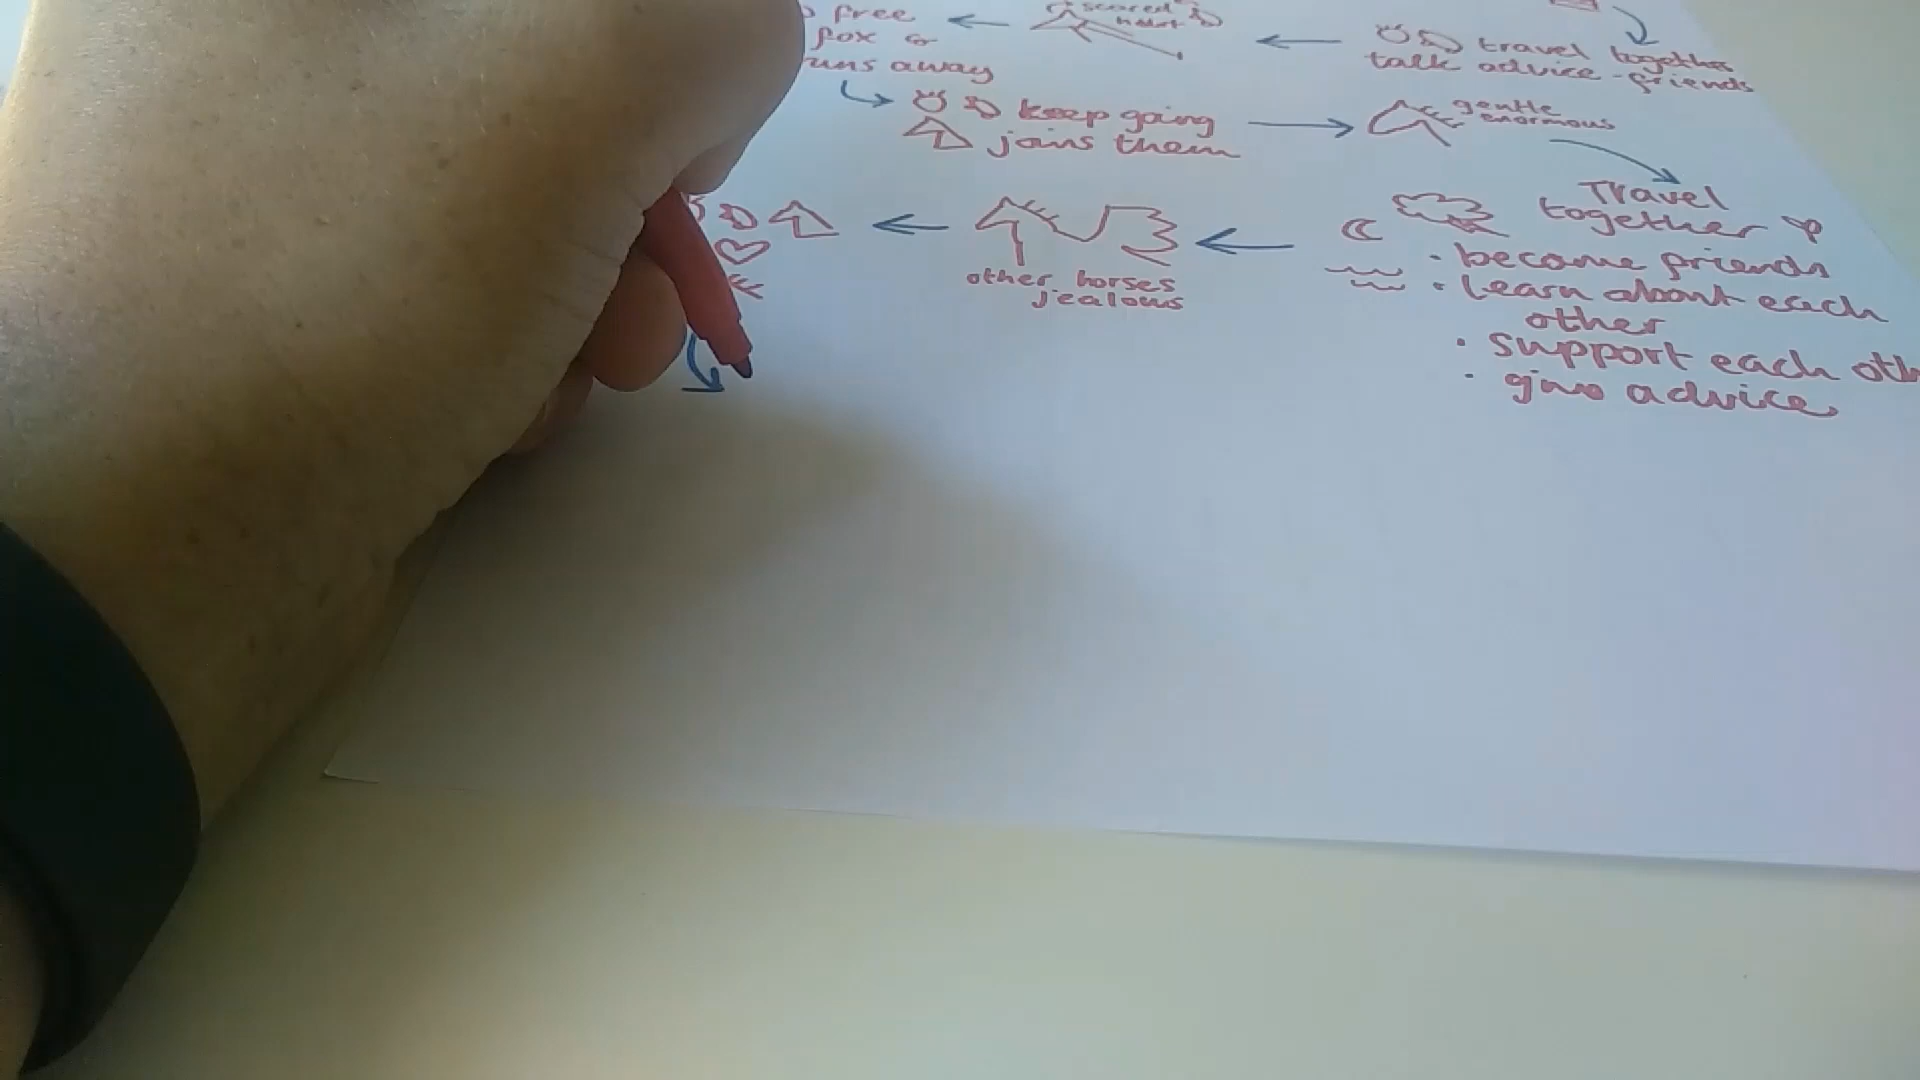 free
fox &
runs away
scared
travel together
talk advice - friends
keep going
joins them
gentle
enormous
Travel
together
• become friends
• learn about each
other
• support each oth
• give advice
other horses
jealous